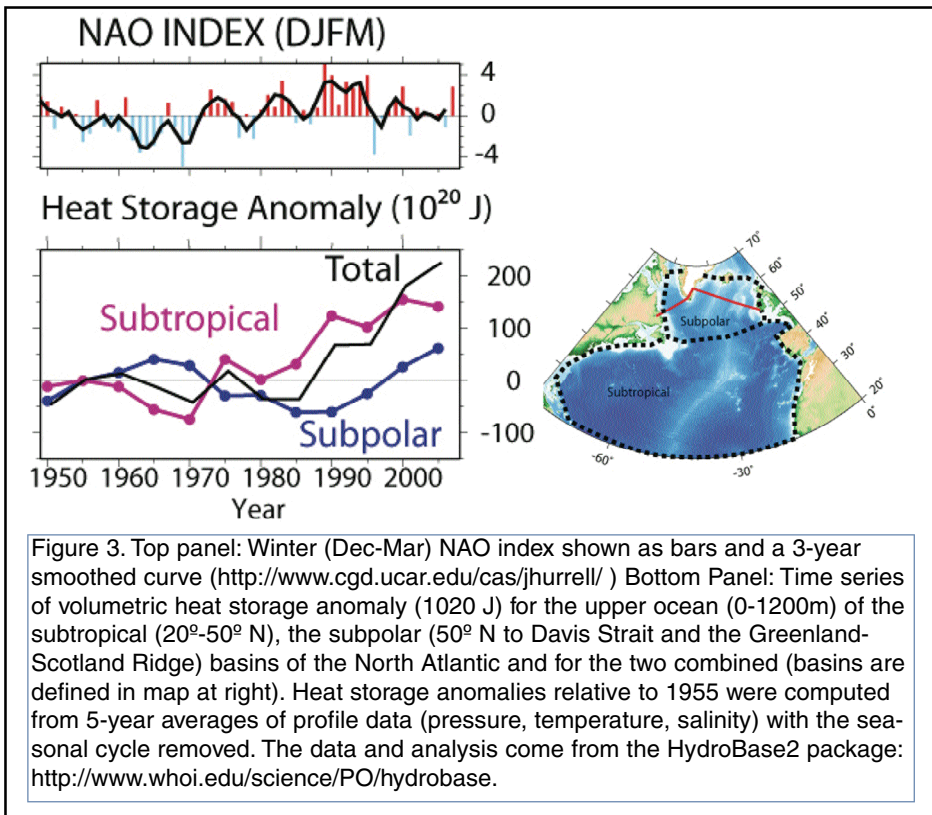 NAO INDEX (DJFM)
4
0
-4
Heat Storage Anomaly (10²⁰ J)
Total
Subtropical
Subpolar
200
100
0
-100
1950 1960 1970 1980 1990 2000
Year
70°
60°
50°
40°
30°
20°
0°
-30°
-60°
Subpolar
Subtropical
Figure 3. Top panel: Winter (Dec-Mar) NAO index shown as bars and a 3-year
smoothed curve (http://www.cgd.ucar.edu/cas/jhurrell/ ) Bottom Panel: Time series
of volumetric heat storage anomaly (1020 J) for the upper ocean (0-1200m) of the
subtropical (20º-50º N), the subpolar (50º N to Davis Strait and the Greenland-
Scotland Ridge) basins of the North Atlantic and for the two combined (basins are
defined in map at right). Heat storage anomalies relative to 1955 were computed
from 5-year averages of profile data (pressure, temperature, salinity) with the sea-
sonal cycle removed. The data and analysis come from the HydroBase2 package:
http://www.whoi.edu/science/PO/hydrobase.